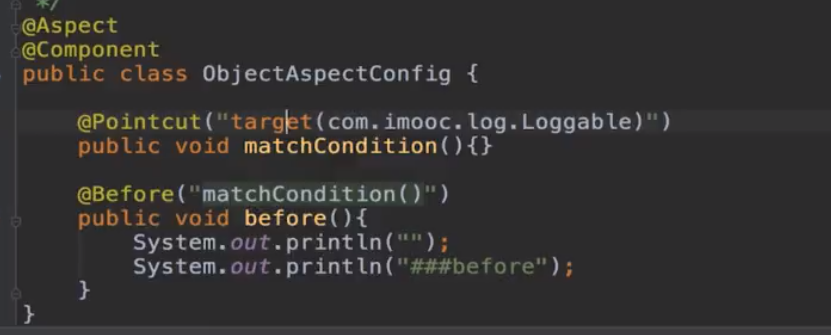 */
@Aspect
@Component
public class ObjectAspectConfig {
@Pointcut("target(com.imooc.log.Loggable)")
public void matchCondition(){}
@Before("matchCondition()")
public void before(){
System.out.println("");
System.out.println("###before");
}
}